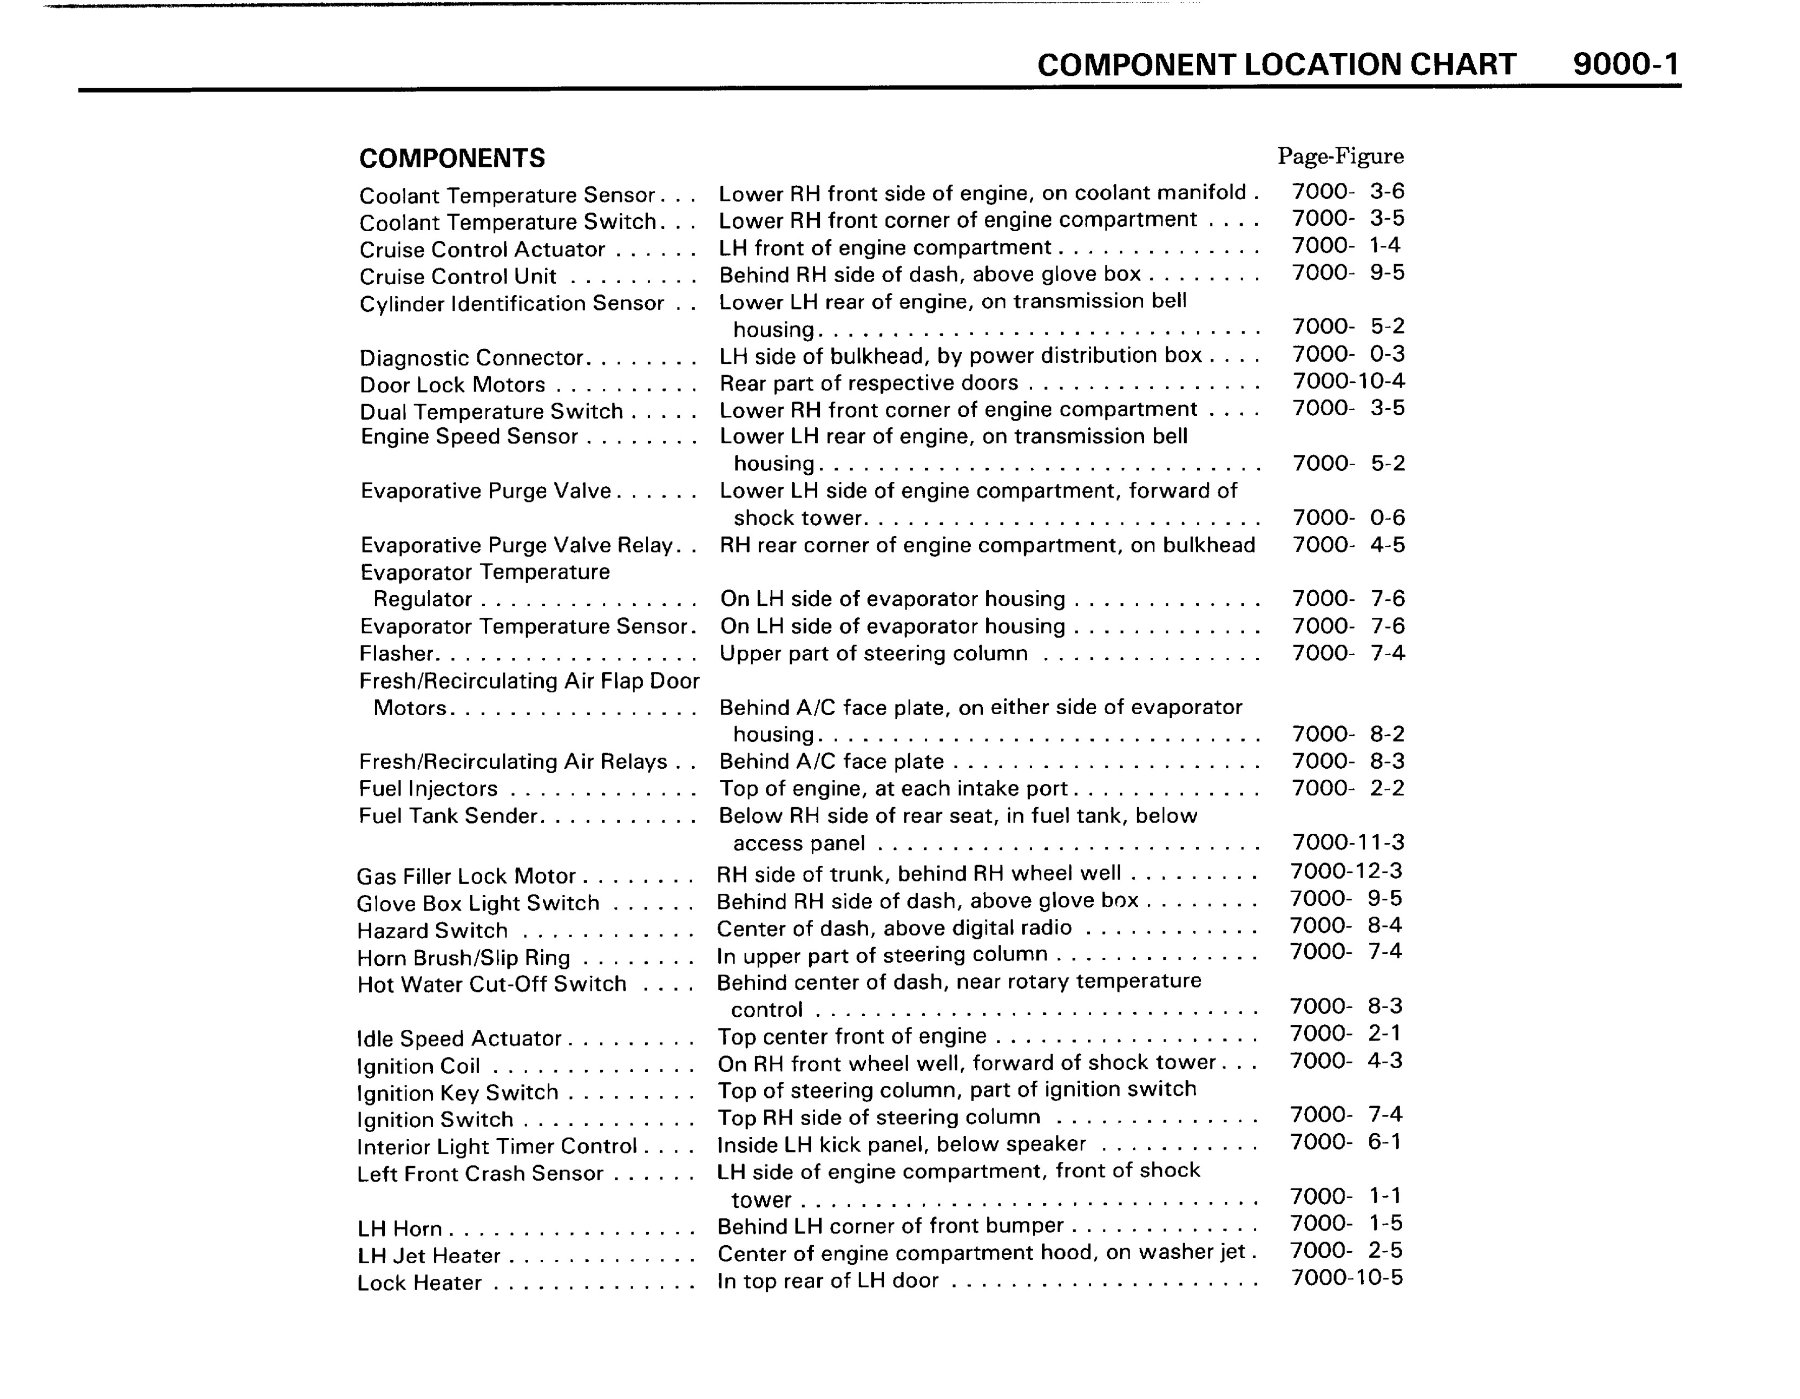 COMPONENT LOCATION CHART 9000-1
COMPONENTS Page-Figure
Coolant Temperature Sensor. . . Lower RH front side of engine, on coolant manifold . 7000- 3-6
Coolant Temperature Switch. . . Lower RH front corner of engine compartment . . . . 7000- 3-5
Cruise Control Actuator . . . . . . LH front of engine compartment . . . . . . . . . . . . . . 7000- 1-4
Cruise Control Unit . . . . . . . . . Behind RH side of dash, above glove box . . . . . . . . 7000- 9-5
Cylinder Identification Sensor . . Lower LH rear of engine, on transmission bell
housing. . . . . . . . . . . . . . . . . . . . . . . . . . . . . . 7000- 5-2
Diagnostic Connector. . . . . . . . LH side of bulkhead, by power distribution box . . . . 7000- 0-3
Door Lock Motors . . . . . . . . . . Rear part of respective doors . . . . . . . . . . . . . . . . 7000-10-4
Dual Temperature Switch . . . . . Lower RH front corner of engine compartment . . . . 7000- 3-5
Engine Speed Sensor . . . . . . . . Lower LH rear of engine, on transmission bell
housing. . . . . . . . . . . . . . . . . . . . . . . . . . . . . . 7000- 5-2
Evaporative Purge Valve . . . . . . Lower LH side of engine compartment, forward of
shock tower. . . . . . . . . . . . . . . . . . . . . . . . . . . 7000- 0-6
Evaporative Purge Valve Relay. . RH rear corner of engine compartment, on bulkhead 7000- 4-5
Evaporator Temperature
Regulator . . . . . . . . . . . . . . . On LH side of evaporator housing . . . . . . . . . . . . . 7000- 7-6
Evaporator Temperature Sensor. On LH side of evaporator housing . . . . . . . . . . . . . 7000- 7-6
Flasher. . . . . . . . . . . . . . . . . . Upper part of steering column . . . . . . . . . . . . . . . 7000- 7-4
Fresh/Recirculating Air Flap Door
Motors. . . . . . . . . . . . . . . . . Behind A/C face plate, on either side of evaporator
housing. . . . . . . . . . . . . . . . . . . . . . . . . . . . . . 7000- 8-2
Fresh/Recirculating Air Relays . . Behind A/C face plate . . . . . . . . . . . . . . . . . . . . . 7000- 8-3
Fuel Injectors . . . . . . . . . . . . . Top of engine, at each intake port. . . . . . . . . . . . . 7000- 2-2
Fuel Tank Sender. . . . . . . . . . . Below RH side of rear seat, in fuel tank, below
access panel . . . . . . . . . . . . . . . . . . . . . . . . . . 7000-11-3
Gas Filler Lock Motor . . . . . . . . RH side of trunk, behind RH wheel well . . . . . . . . . 7000-12-3
Glove Box Light Switch . . . . . . Behind RH side of dash, above glove box . . . . . . . . 7000- 9-5
Hazard Switch . . . . . . . . . . . . Center of dash, above digital radio . . . . . . . . . . . . 7000- 8-4
Horn Brush/Slip Ring . . . . . . . . In upper part of steering column . . . . . . . . . . . . . . 7000- 7-4
Hot Water Cut-Off Switch . . . . Behind center of dash, near rotary temperature
control . . . . . . . . . . . . . . . . . . . . . . . . . . . . . . 7000- 8-3
Idle Speed Actuator . . . . . . . . . Top center front of engine . . . . . . . . . . . . . . . . . . 7000- 2-1
Ignition Coil . . . . . . . . . . . . . . On RH front wheel well, forward of shock tower . . . 7000- 4-3
Ignition Key Switch . . . . . . . . . Top of steering column, part of ignition switch
Ignition Switch . . . . . . . . . . . . Top RH side of steering column . . . . . . . . . . . . . . 7000- 7-4
Interior Light Timer Control . . . . Inside LH kick panel, below speaker . . . . . . . . . . . 7000- 6-1
Left Front Crash Sensor . . . . . . LH side of engine compartment, front of shock
tower . . . . . . . . . . . . . . . . . . . . . . . . . . . . . . . 7000- 1-1
LH Horn . . . . . . . . . . . . . . . . . Behind LH corner of front bumper . . . . . . . . . . . . . 7000- 1-5
LH Jet Heater . . . . . . . . . . . . . Center of engine compartment hood, on washer jet . 7000- 2-5
Lock Heater . . . . . . . . . . . . . . In top rear of LH door . . . . . . . . . . . . . . . . . . . . . 7000-10-5